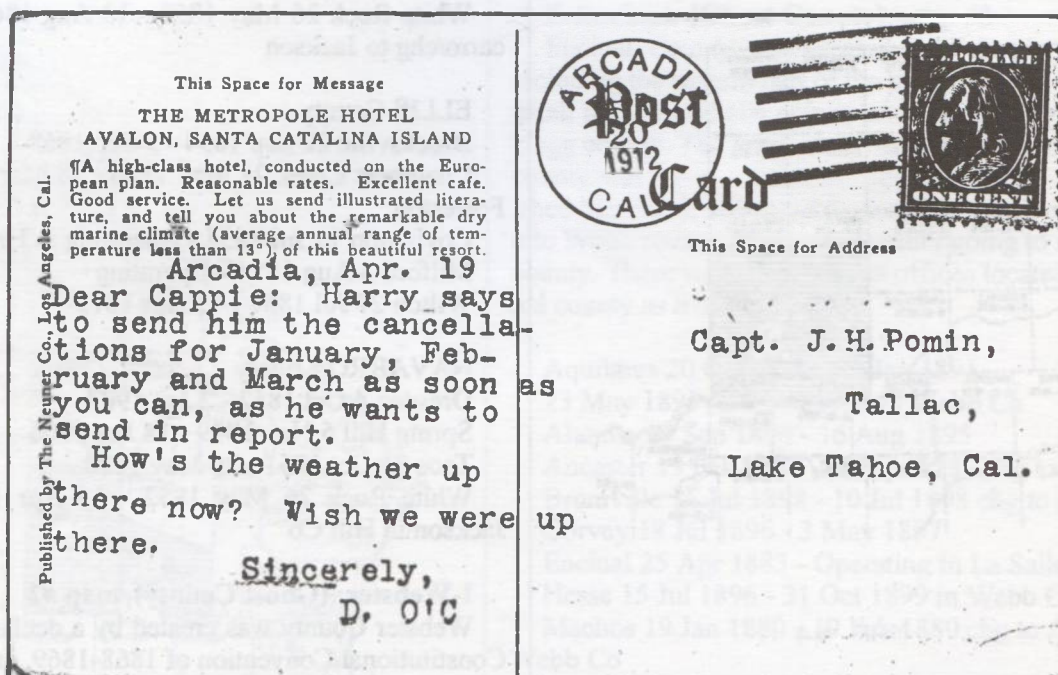 This Space for Message
THE METROPOLE HOTEL
AVALON, SANTA CATALINA ISLAND
¶A high-class hotel, conducted on the Euro-
pean plan. Reasonable rates. Excellent cafe.
Good service. Let us send illustrated litera-
ture, and tell you about the remarkable dry
marine climate (average annual range of tem-
perature less than 13°) of this beautiful resort.
Arcadia ,Apr. 19
Dear Cappie: Harry says
to send him the cancella-
tions for January, Feb-
ruary and March as soon as
you can, as he wants to
send in report.
How's the weather up
there now? Wish we were up
there.
Sincerely,
D. O'C
Published by The Neuner Co., Los Angeles, Cal.
ARCADIA
20
1912
CAL
Post
Card
POSTAGE
ONE CENT
This Space for Address
Capt. J.H.Pomin,
Tallac,
Lake Tahoe, Cal.